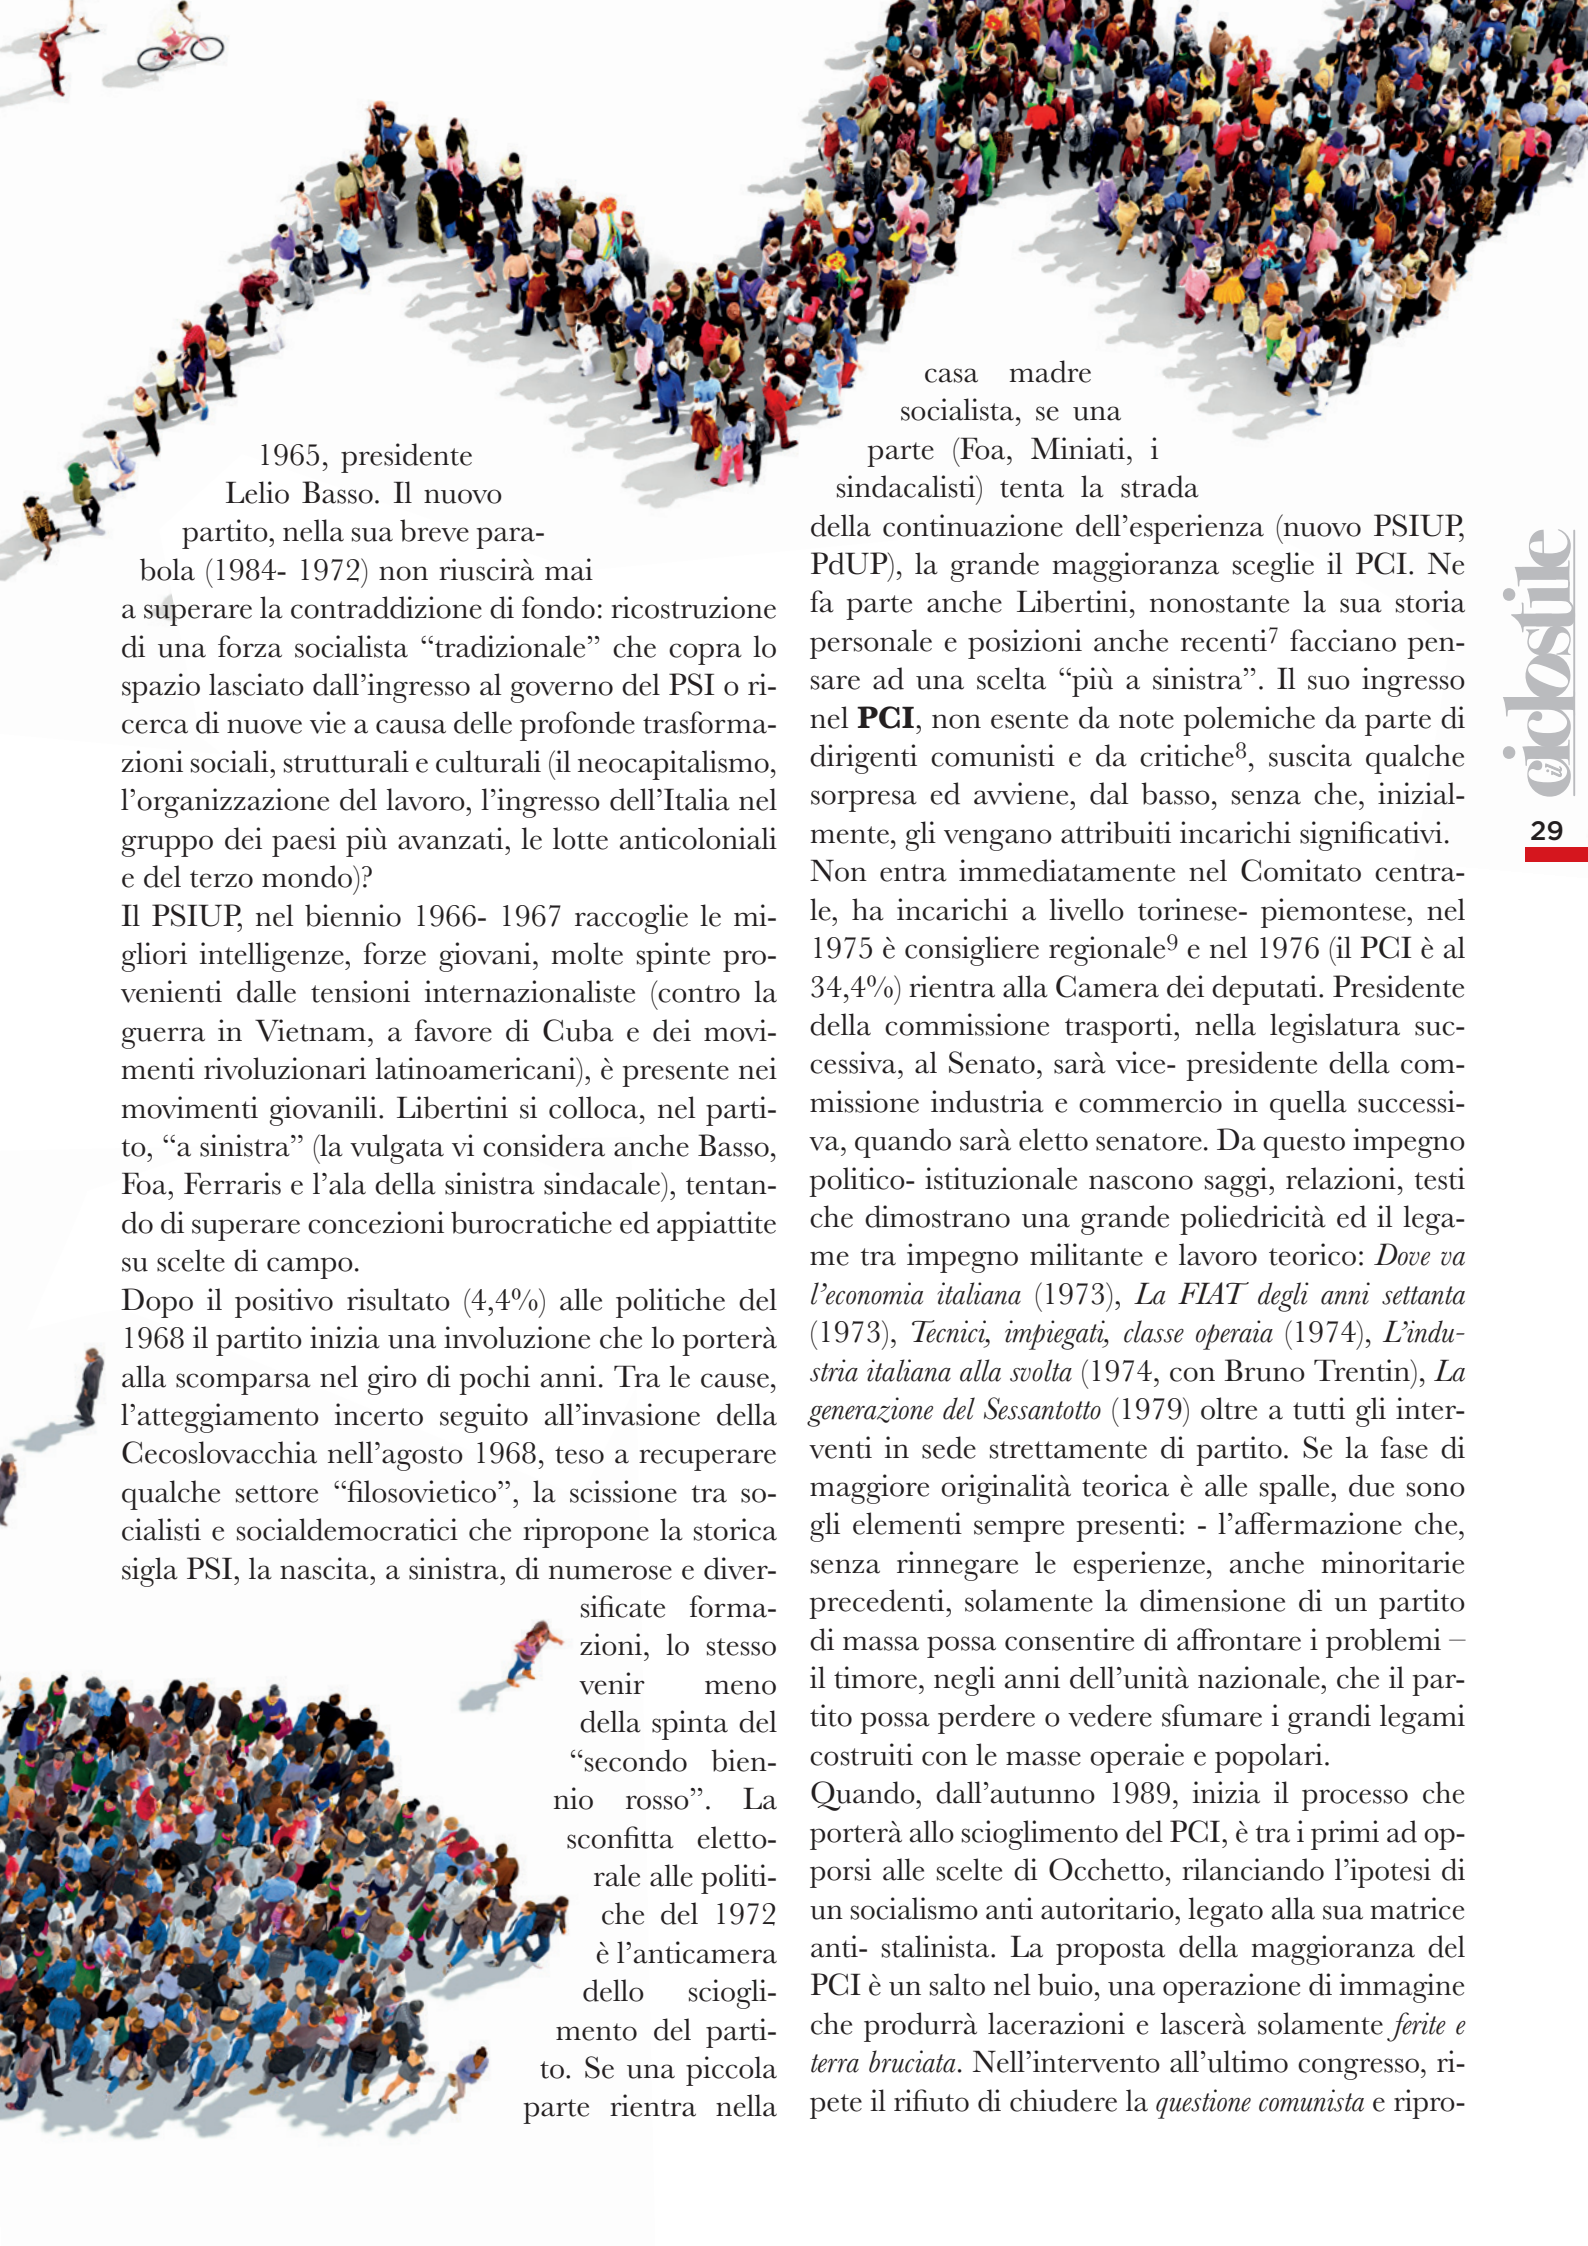 1965, presidente
Lelio Basso. Il nuovo
partito, nella sua breve para-
bola (1984- 1972) non riuscirà mai
a superare la contraddizione di fondo: ricostruzione
di una forza socialista “tradizionale” che copra lo
spazio lasciato dall’ingresso al governo del PSI o ri-
cerca di nuove vie a causa delle profonde trasforma-
zioni sociali, strutturali e culturali (il neocapitalismo,
l’organizzazione del lavoro, l’ingresso dell’Italia nel
gruppo dei paesi più avanzati, le lotte anticoloniali
e del terzo mondo)?
Il PSIUP, nel biennio 1966- 1967 raccoglie le mi-
gliori intelligenze, forze giovani, molte spinte pro-
venienti dalle tensioni internazionaliste (contro la
guerra in Vietnam, a favore di Cuba e dei movi-
menti rivoluzionari latinoamericani), è presente nei
movimenti giovanili. Libertini si colloca, nel parti-
to, “a sinistra” (la vulgata vi considera anche Basso,
Foa, Ferraris e l’ala della sinistra sindacale), tentan-
do di superare concezioni burocratiche ed appiattite
su scelte di campo.
Dopo il positivo risultato (4,4%) alle politiche del
1968 il partito inizia una involuzione che lo porterà
alla scomparsa nel giro di pochi anni. Tra le cause,
l’atteggiamento incerto seguito all’invasione della
Cecoslovacchia nell’agosto 1968, teso a recuperare
qualche settore “filosovietico”, la scissione tra so-
cialisti e socialdemocratici che ripropone la storica
sigla PSI, la nascita, a sinistra, di numerose e diver-
sificate forma-
zioni, lo stesso
venir meno
della spinta del
“secondo bien-
nio rosso”. La
sconfitta eletto-
rale alle politi-
che del 1972
è l’anticamera
dello sciogli-
mento del parti-
to. Se una piccola
parte rientra nella
casa madre
socialista, se una
parte (Foa, Miniati, i
sindacalisti) tenta la strada
della continuazione dell’esperienza (nuovo PSIUP,
PdUP), la grande maggioranza sceglie il PCI. Ne
fa parte anche Libertini, nonostante la sua storia
personale e posizioni anche recenti7 facciano pen-
sare ad una scelta “più a sinistra”. Il suo ingresso
nel PCI, non esente da note polemiche da parte di
dirigenti comunisti e da critiche8, suscita qualche
sorpresa ed avviene, dal basso, senza che, inizial-
mente, gli vengano attribuiti incarichi significativi.
Non entra immediatamente nel Comitato centra-
le, ha incarichi a livello torinese- piemontese, nel
1975 è consigliere regionale9 e nel 1976 (il PCI è al
34,4%) rientra alla Camera dei deputati. Presidente
della commissione trasporti, nella legislatura suc-
cessiva, al Senato, sarà vice- presidente della com-
missione industria e commercio in quella successi-
va, quando sarà eletto senatore. Da questo impegno
politico- istituzionale nascono saggi, relazioni, testi
che dimostrano una grande poliedricità ed il lega-
me tra impegno militante e lavoro teorico: Dove va
l’economia italiana (1973), La FIAT degli anni settanta
(1973), Tecnici, impiegati, classe operaia (1974), L’indu-
stria italiana alla svolta (1974, con Bruno Trentin), La
generazione del Sessantotto (1979) oltre a tutti gli inter-
venti in sede strettamente di partito. Se la fase di
maggiore originalità teorica è alle spalle, due sono
gli elementi sempre presenti: - l’affermazione che,
senza rinnegare le esperienze, anche minoritarie
precedenti, solamente la dimensione di un partito
di massa possa consentire di affrontare i problemi –
il timore, negli anni dell’unità nazionale, che il par-
tito possa perdere o vedere sfumare i grandi legami
costruiti con le masse operaie e popolari.
Quando, dall’autunno 1989, inizia il processo che
porterà allo scioglimento del PCI, è tra i primi ad op-
porsi alle scelte di Occhetto, rilanciando l’ipotesi di
un socialismo anti autoritario, legato alla sua matrice
anti- stalinista. La proposta della maggioranza del
PCI è un salto nel buio, una operazione di immagine
che produrrà lacerazioni e lascerà solamente ferite e
terra bruciata. Nell’intervento all’ultimo congresso, ri-
pete il rifiuto di chiudere la questione comunista e ripro-
il ciclostile
29